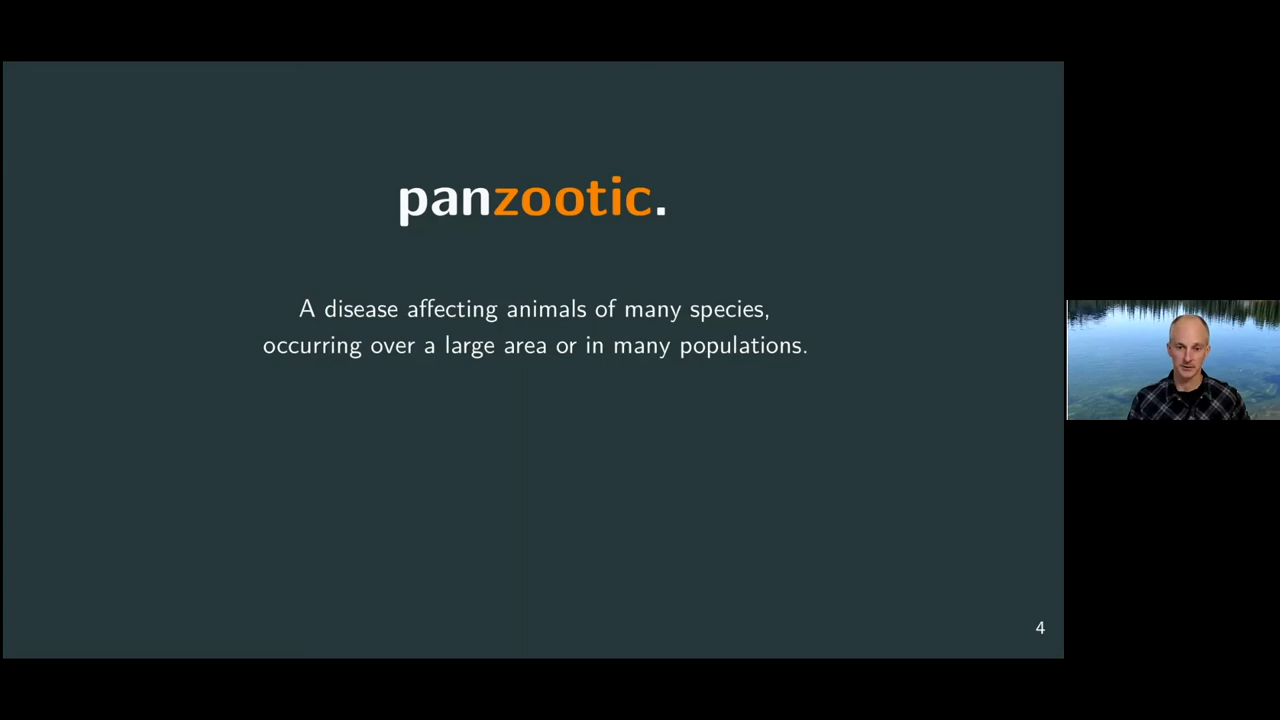 panzootic.
A disease affecting animals of many species,
occurring over a large area or in many populations.
4